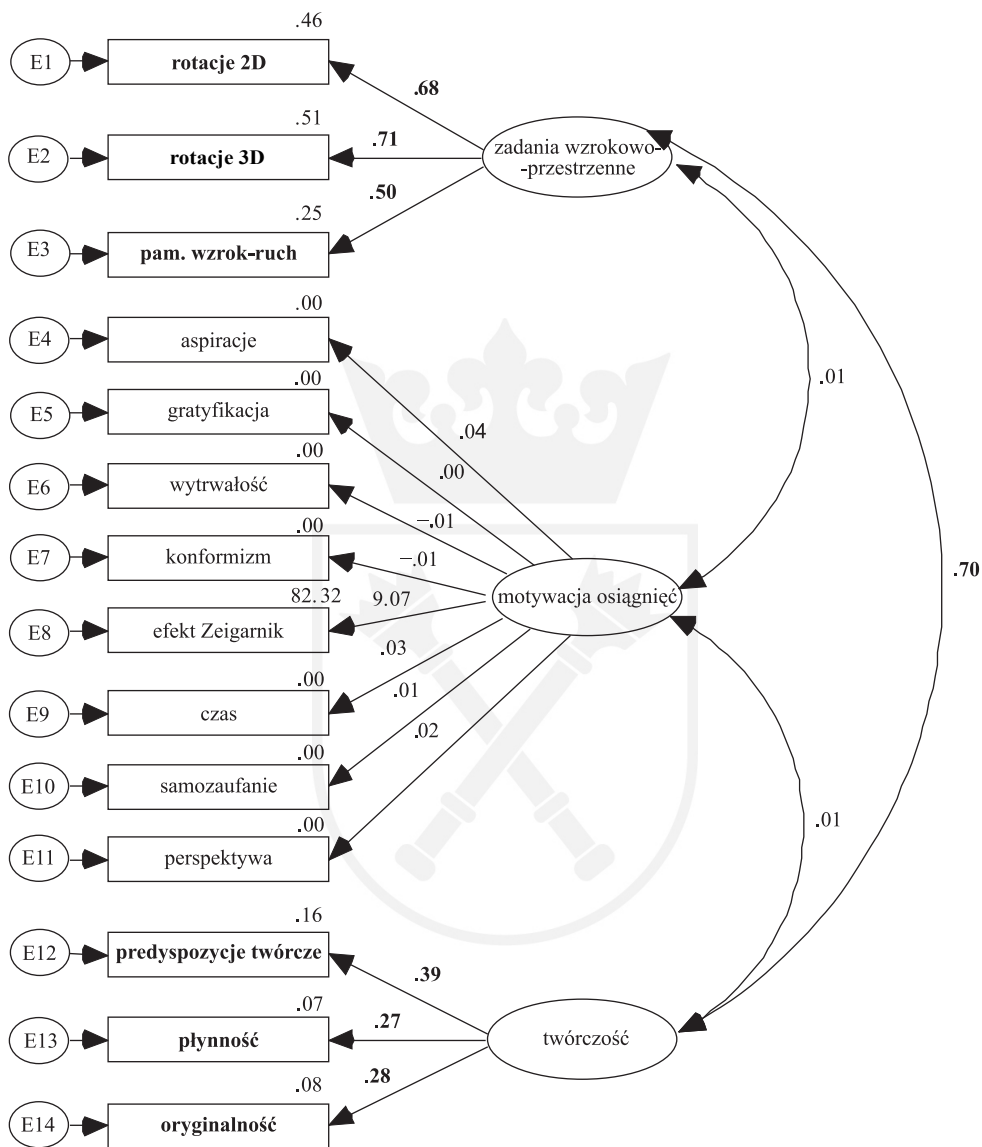 .46
E1
rotacje 2D
.68
.51
E2
rotacje 3D
.71
zadania wzrokowo-
-przestrzenne
.50
.25
E3
pam. wzrok-ruch
.00
E4
aspiracje
.00
E5
gratyfikacja
.01
.04
.00
.00
E6
wytrwałość
–.01
.00
E7
konformizm
–.01
.70
82.32
9.07
motywacja osiągnięć
E8
efekt Zeigarnik
.03
.00
.01
E9
czas
.02
.00
E10
samozaufanie
.00
.01
E11
perspektywa
.16
E12
predyspozycje twórcze
.39
.07
E13
płynność
.27
twórczość
.28
.08
E14
oryginalność